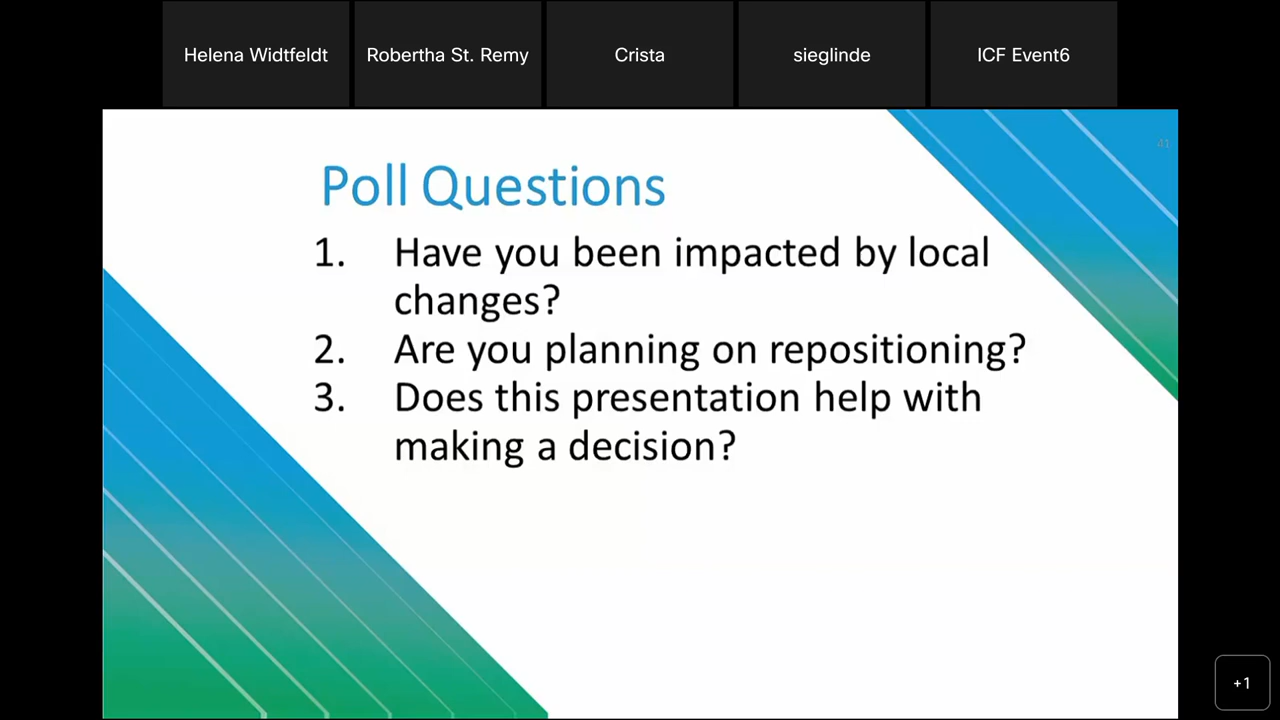 Helena Widtfeldt
Robertha St. Remy
Crista
sieglinde
ICF Event6
41
Poll Questions
1. Have you been impacted by local
changes?
2. Are you planning on repositioning?
3. Does this presentation help with
making a decision?
+1